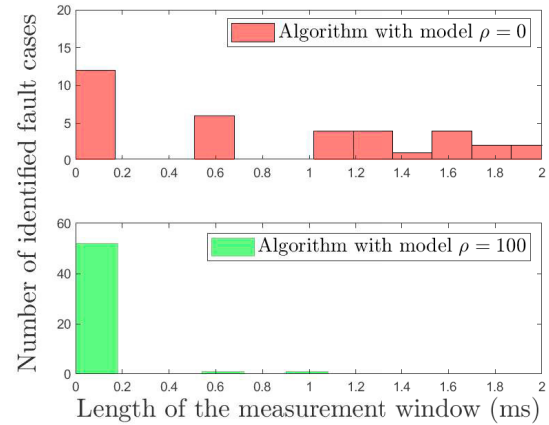 Number of identified fault cases
20
Algorithm with model ρ = 0
15
10
5
0
0 0.2 0.4 0.6 0.8 1 1.2 1.4 1.6 1.8 2
60
Algorithm with model ρ = 100
40
20
0
0 0.2 0.4 0.6 0.8 1 1.2 1.4 1.6 1.8 2
Length of the measurement window (ms)